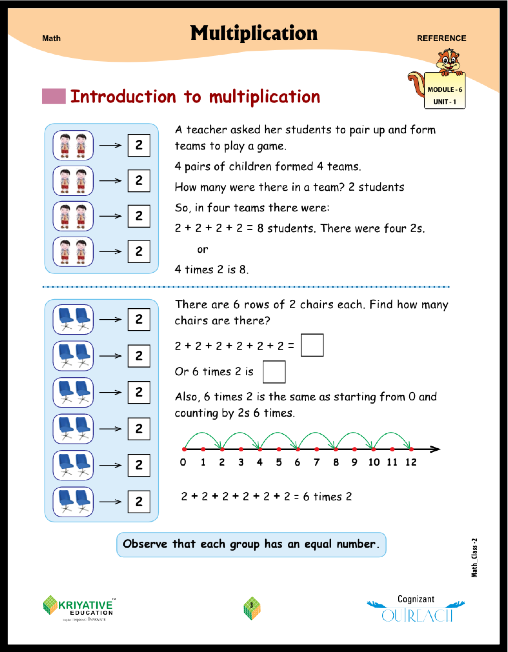 Math
Multiplication
REFERENCE
MODULE - 6
UNIT - 1
Introduction to multiplication
2
2
2
2
A teacher asked her students to pair up and form
teams to play a game.
4 pairs of children formed 4 teams.
How many were there in a team? 2 students
So, in four teams there were:
2 + 2 + 2 + 2 = 8 students. There were four 2s.
or
4 times 2 is 8.
2
2
2
2
2
2
There are 6 rows of 2 chairs each. Find how many
chairs are there?
2 + 2 + 2 + 2 + 2 + 2 =
Or 6 times 2 is
Also, 6 times 2 is the same as starting from 0 and
counting by 2s 6 times.
0 1 2 3 4 5 6 7 8 9 10 11 12
2 + 2 + 2 + 2 + 2 + 2 = 6 times 2
Observe that each group has an equal number.
Math, Class -2
KRIYATIVE™
EDUCATION
Cognizant
OUTREACH